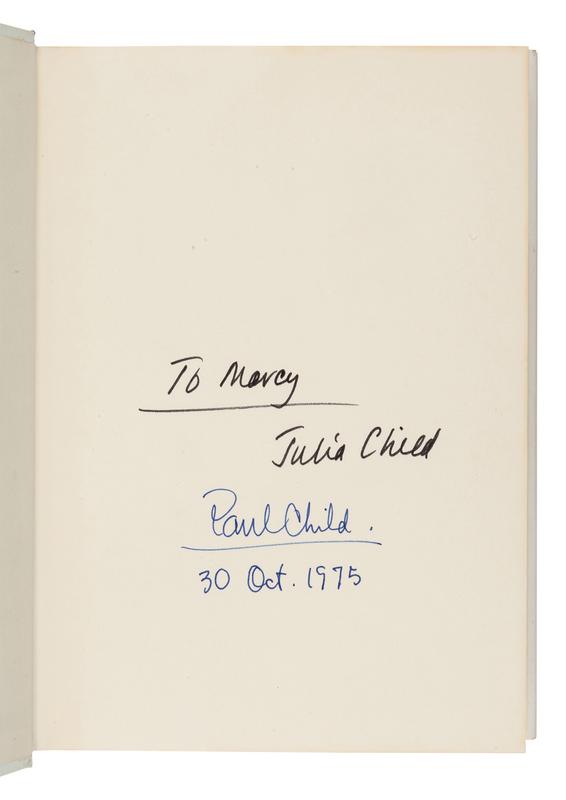 To Marcy
Julia Child
Paul Child.
30 Oct. 1975